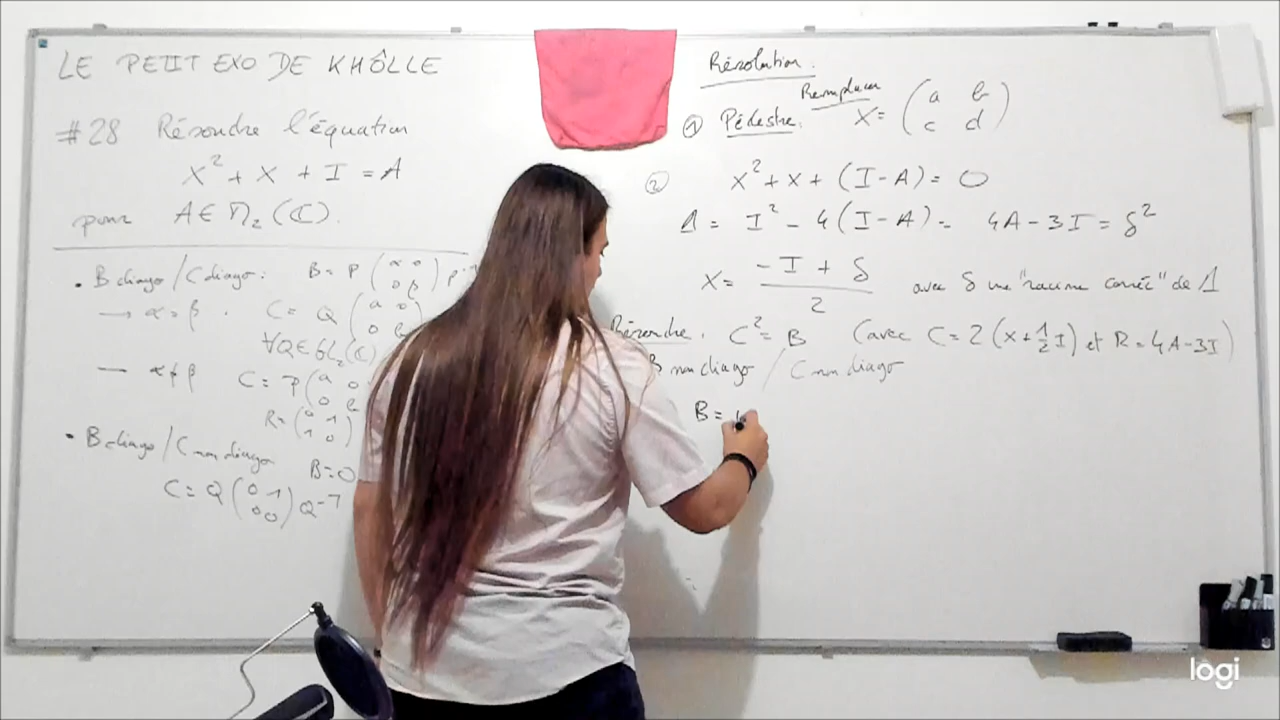 LE PETIT EXO DE KHÔLLE
#28 Résoudre l'équation
X² + X + I = A
pour A ∈ M₂(ℂ).
• B diago / C diago : B = P (α 0 / 0 β) P⁻¹
→ α = β . C = Q (a 0 / 0 b)
∀Q ∈ GL₂(ℂ)
— α ≠ β C = P (a 0 / 0 b)
R = (0 1 / 1 0)
• B diago / C non diago B = 0
C = Q (0 1 / 0 0) Q⁻¹
Résolution.
① Pédestre. Remplacer X = (a b / c d)
② X² + X + (I - A) = 0
Δ = I² - 4(I - A) = 4A - 3I = δ²
X = (-I + δ) / 2 avec δ une "racine carrée" de Δ
Résoudre. C² = B (avec C = 2(X + 1/2 I) et R = 4A - 3I)
B non diago / C non diago
B =
logi